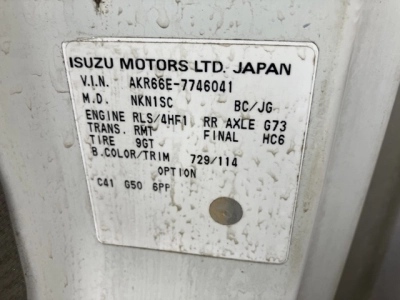 ISUZU MOTORS LTD. JAPAN
V.I.N. AKR66E-7746041
M.D. NKN1SC BC/JG
ENGINE RLS/4HF1 RR AXLE G73
TRANS. RMT FINAL HC6
TIRE 9GT
B.COLOR/TRIM 729/114
OPTION
C41 G50 6PF